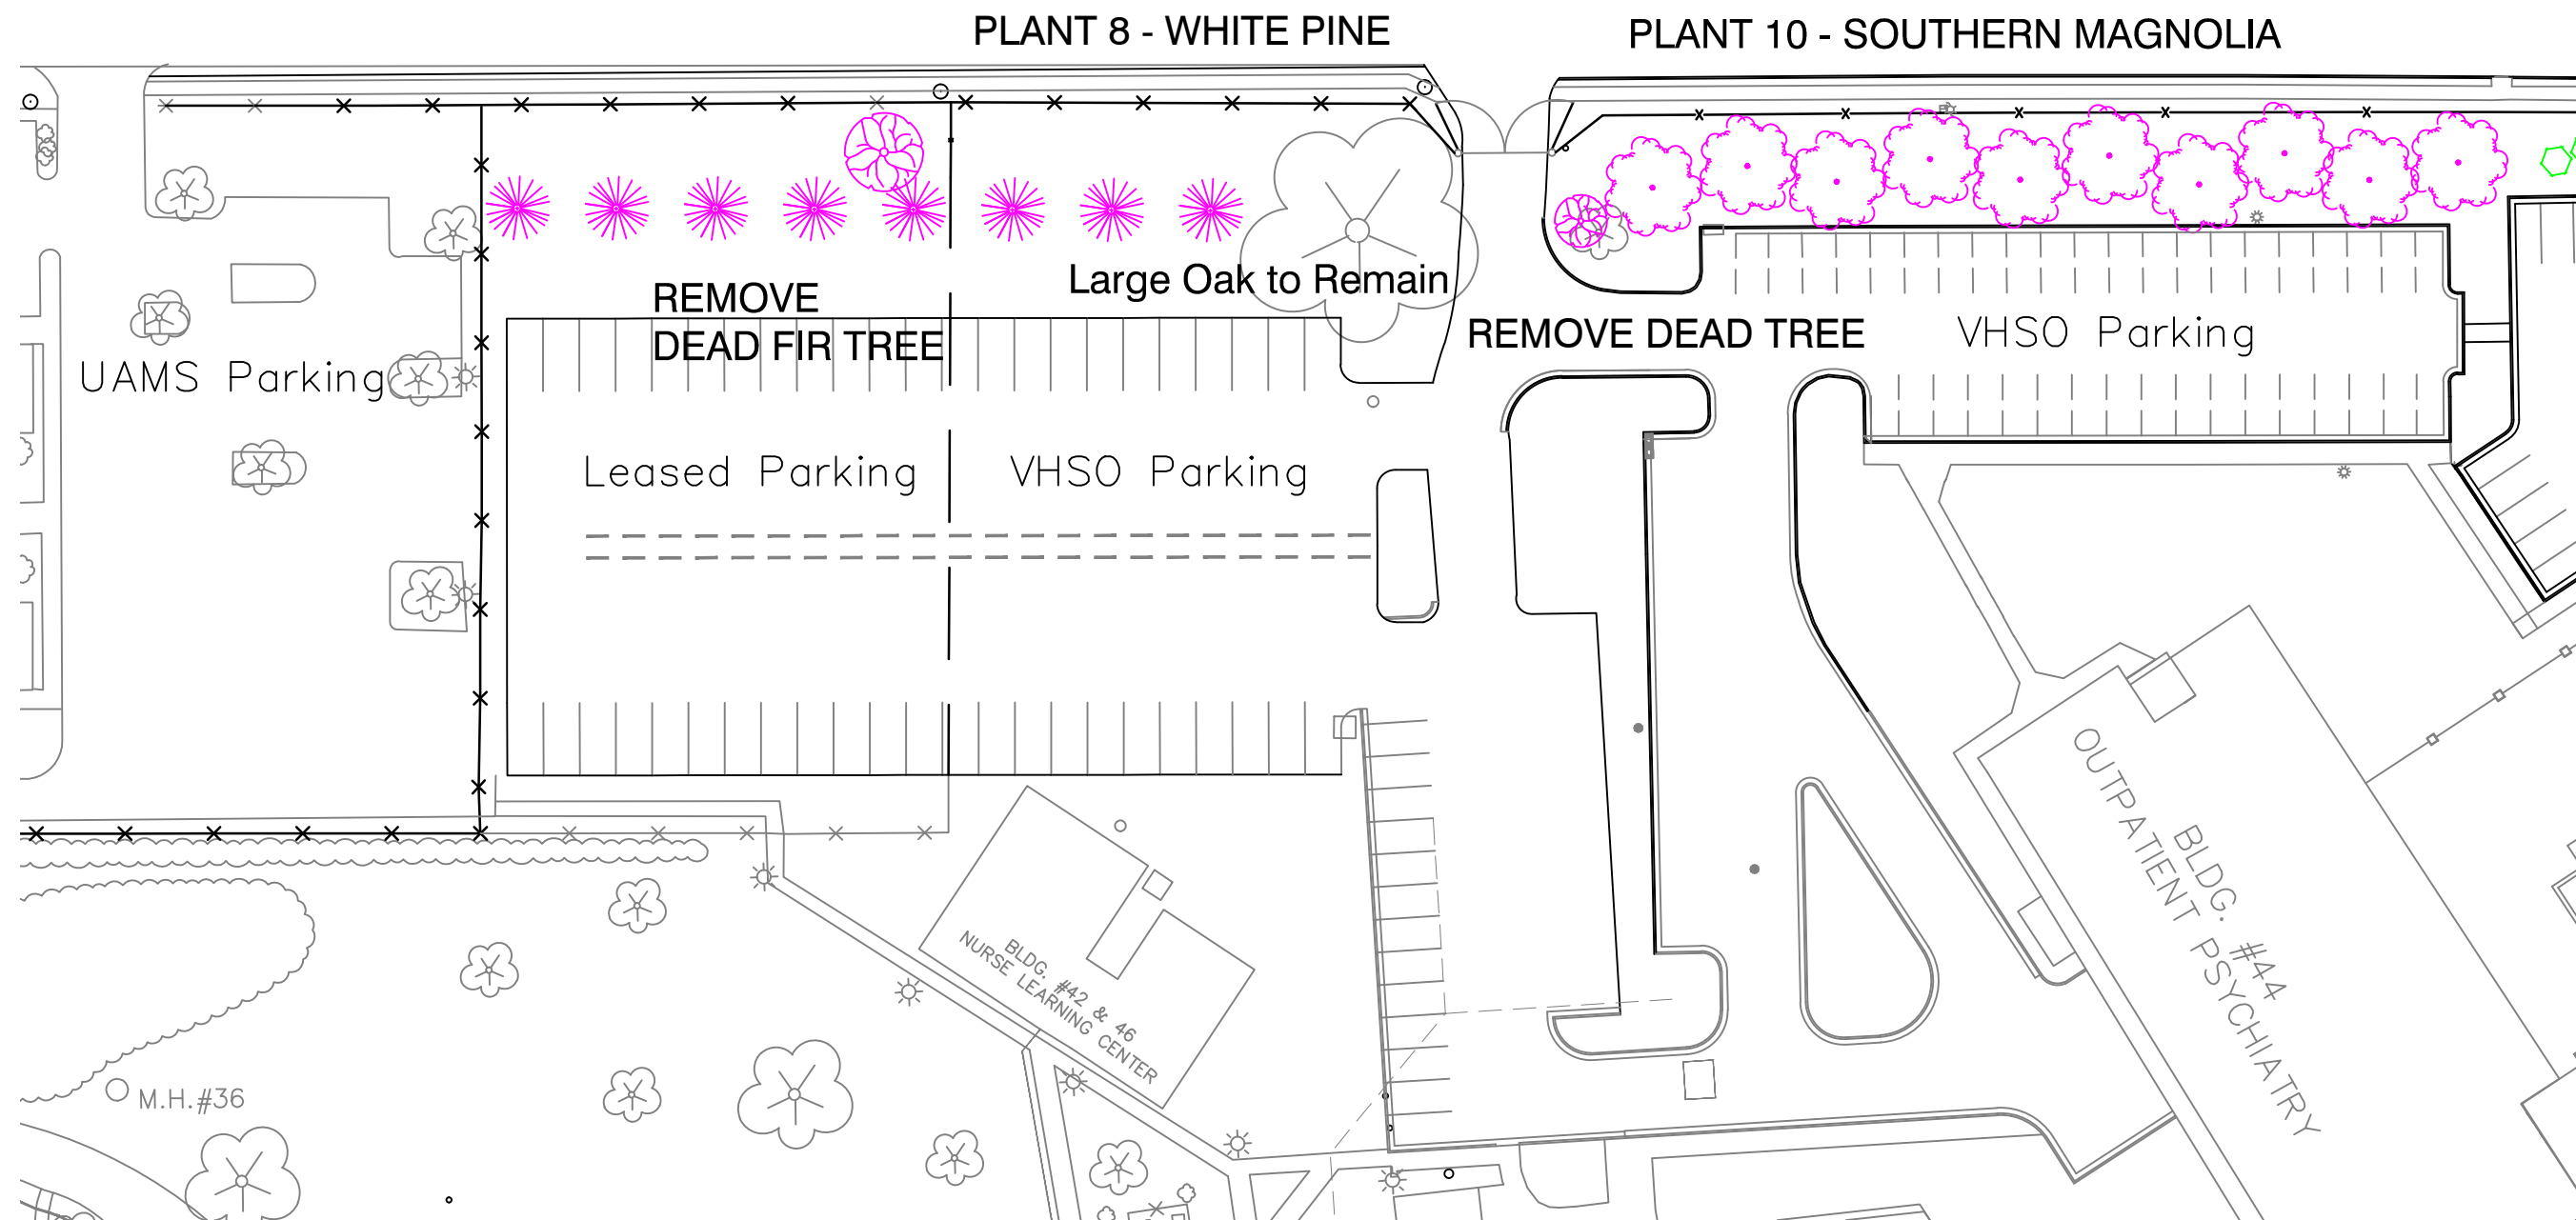 PLANT 8 - WHITE PINE
PLANT 10 - SOUTHERN MAGNOLIA
Large Oak to Remain
REMOVE
DEAD FIR TREE
REMOVE DEAD TREE
VHSO Parking
UAMS Parking
Leased Parking
VHSO Parking
BLDG. #44
OUTPATIENT PSYCHIATRY
BLDG. #42 & 46
NURSE LEARNING CENTER
M.H.#36